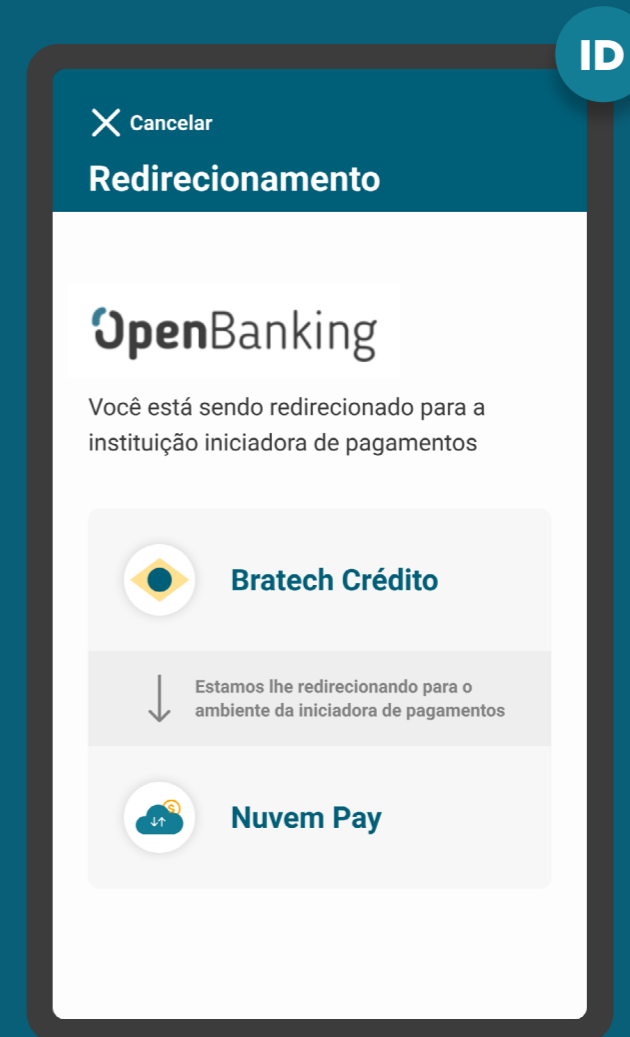 ID
Cancelar
Redirecionamento
OpenBanking
Você está sendo redirecionado para a
instituição iniciadora de pagamentos
Bratech Crédito
Estamos lhe redirecionando para o
ambiente da iniciadora de pagamentos
$
Nuvem Pay